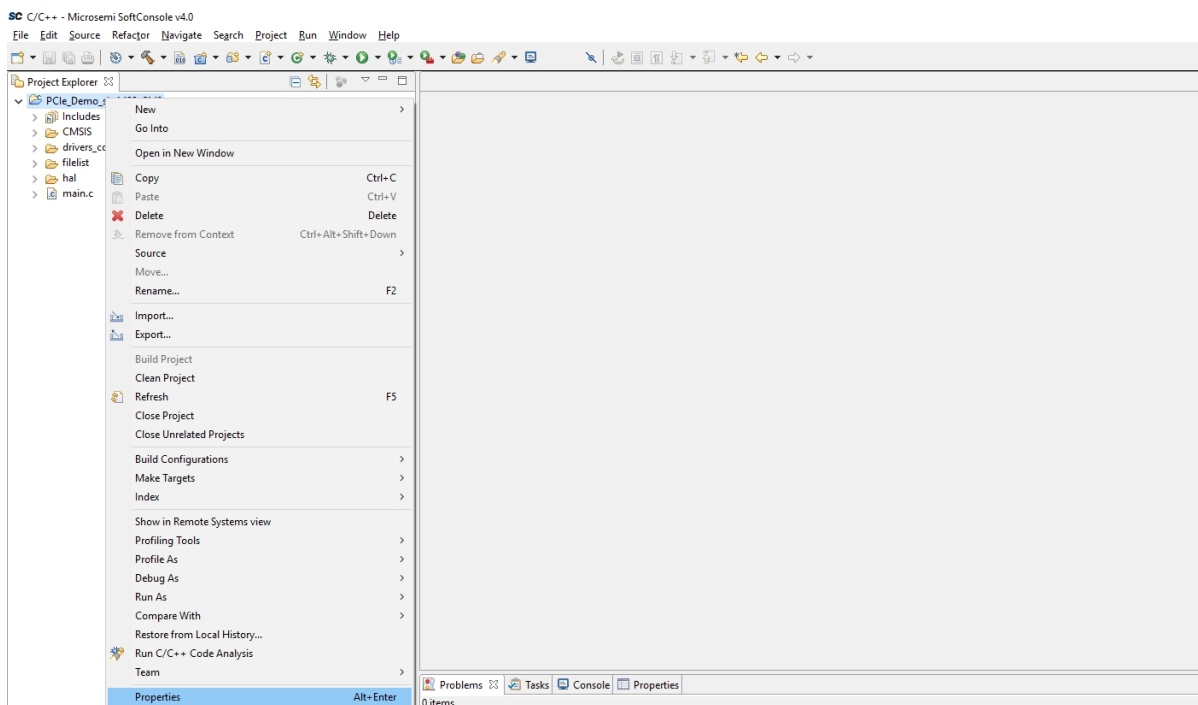 SC C/C++ - Microsemi SoftConsole v4.0
File Edit Source Refactor Navigate Search Project Run Window Help
Project Explorer
PCIe_Demo_s
Includes
CMSIS
drivers_co
filelist
hal
main.c
New
Go Into
Open in New Window
Copy Ctrl+C
Paste Ctrl+V
Delete Delete
Remove from Context Ctrl+Alt+Shift+Down
Source
Move...
Rename... F2
Import...
Export...
Build Project
Clean Project
Refresh F5
Close Project
Close Unrelated Projects
Build Configurations
Make Targets
Index
Show in Remote Systems view
Profiling Tools
Profile As
Debug As
Run As
Compare With
Restore from Local History...
Run C/C++ Code Analysis
Team
Properties Alt+Enter
Problems Tasks Console Properties
0 items